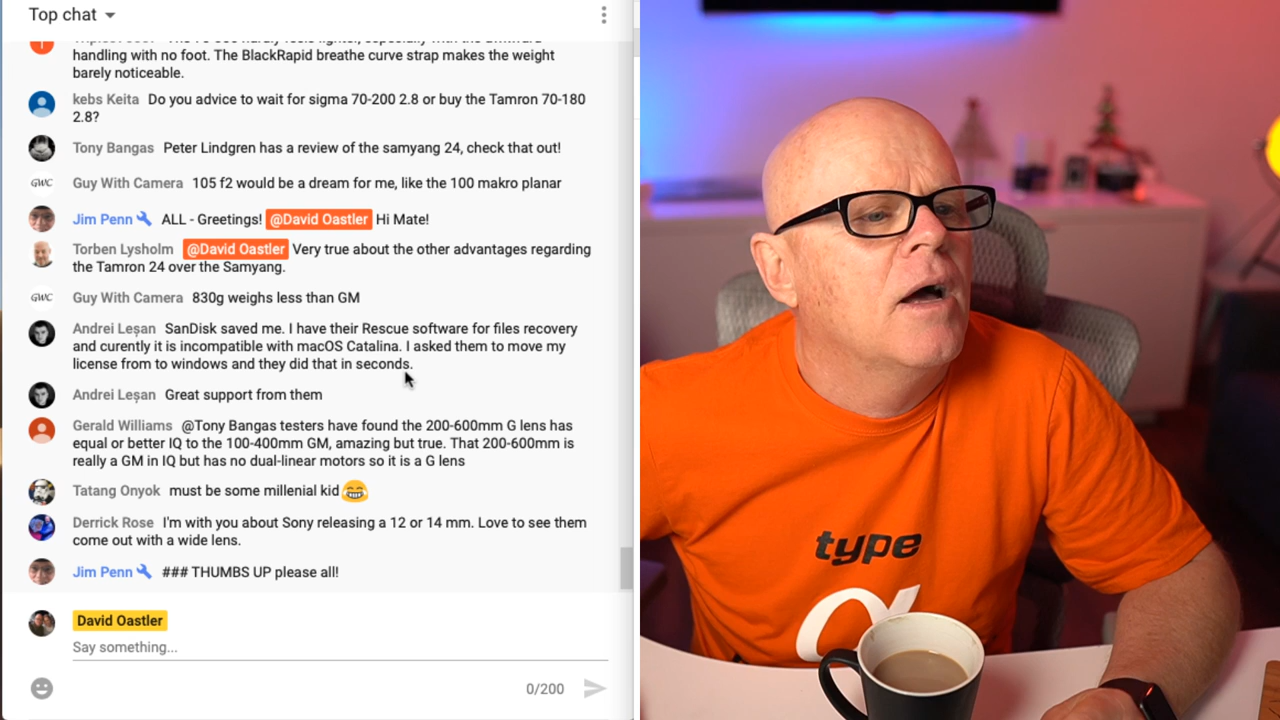 Top chat
handling with no foot. The BlackRapid breathe curve strap makes the weight
barely noticeable.
kebs Keita Do you advice to wait for sigma 70-200 2.8 or buy the Tamron 70-180
2.8?
Tony Bangas Peter Lindgren has a review of the samyang 24, check that out!
GWC Guy With Camera 105 f2 would be a dream for me, like the 100 makro planar
Jim Penn ALL - Greetings! @David Oastler Hi Mate!
Torben Lysholm @David Oastler Very true about the other advantages regarding
the Tamron 24 over the Samyang.
GWC Guy With Camera 830g weighs less than GM
Andrei Leșan SanDisk saved me. I have their Rescue software for files recovery
and curently it is incompatible with macOS Catalina. I asked them to move my
license from to windows and they did that in seconds.
Andrei Leșan Great support from them
Gerald Williams @Tony Bangas testers have found the 200-600mm G lens has
equal or better IQ to the 100-400mm GM, amazing but true. That 200-600mm is
really a GM in IQ but has no dual-linear motors so it is a G lens
Tatang Onyok must be some millenial kid 😂
Derrick Rose I'm with you about Sony releasing a 12 or 14 mm. Love to see them
come out with a wide lens.
Jim Penn ### THUMBS UP please all!
David Oastler
Say something...
0/200
type